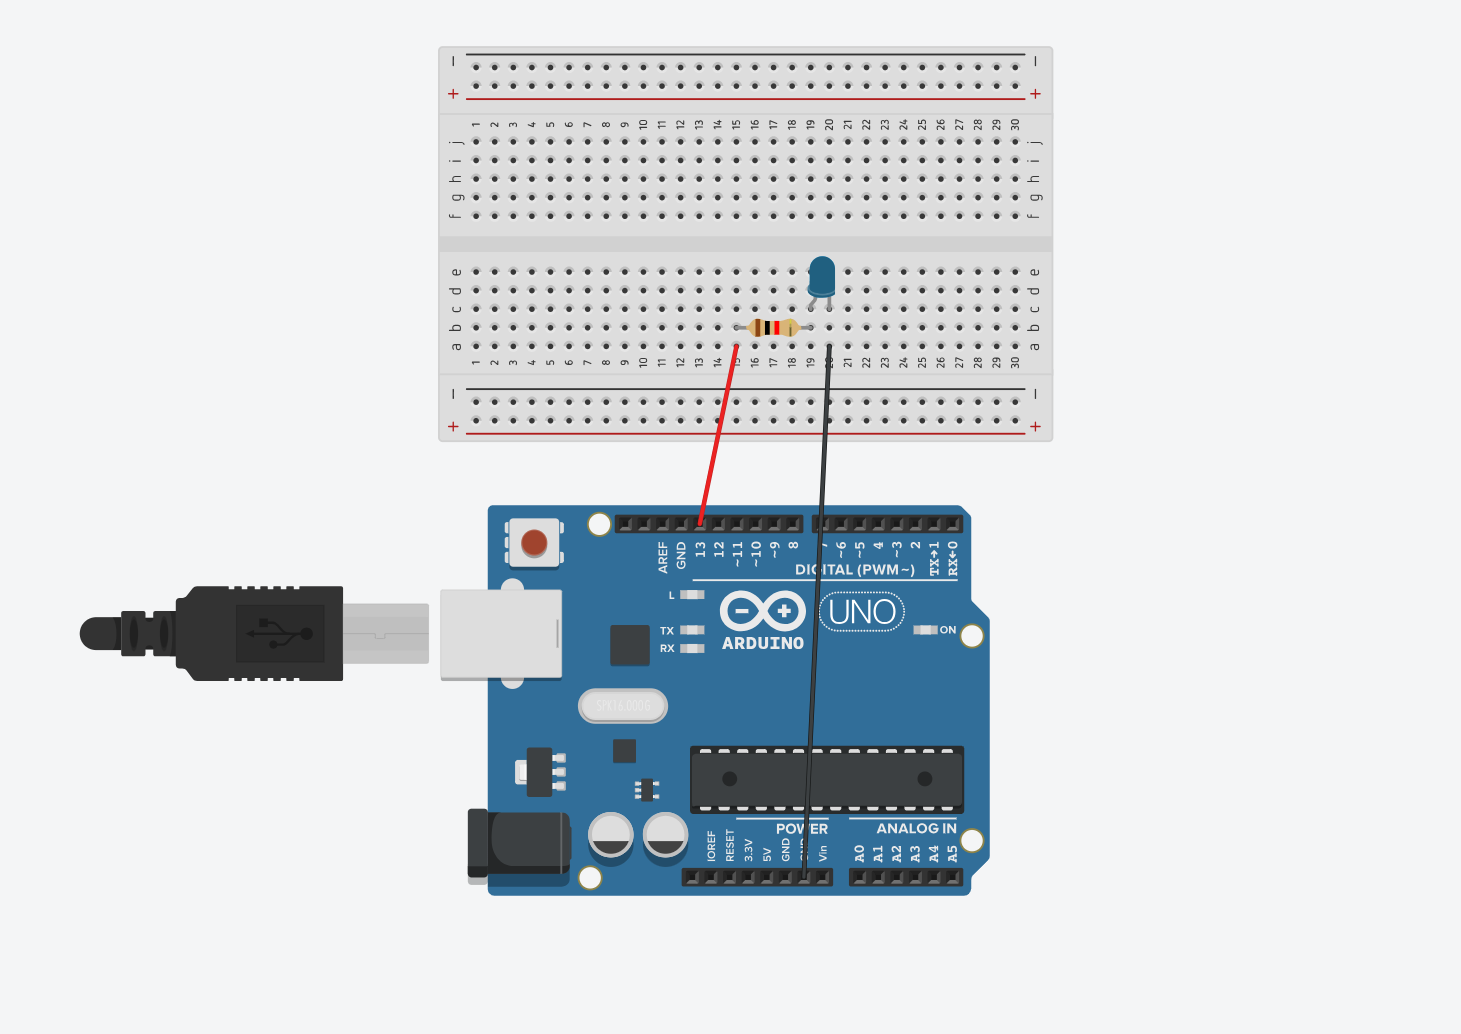 − −
+ +
1 2 3 4 5 6 7 8 9 10 11 12 13 14 15 16 17 18 19 20 21 22 23 24 25 26 27 28 29 30
j j
i i
h h
g g
f f
e e
d d
c c
b b
a a
1 2 3 4 5 6 7 8 9 10 11 12 13 14 15 16 17 18 19 20 21 22 23 24 25 26 27 28 29 30
− −
+ +
AREF GND 13 12 ~11 ~10 ~9 8 7 ~6 ~5 4 ~3 2 TX→1 RX←0
DIGITAL (PWM~)
L
UNO
TX ON
ARDUINO
RX
SPK16.000G
POWER ANALOG IN
IOREF RESET 3.3V 5V GND GND Vin A0 A1 A2 A3 A4 A5